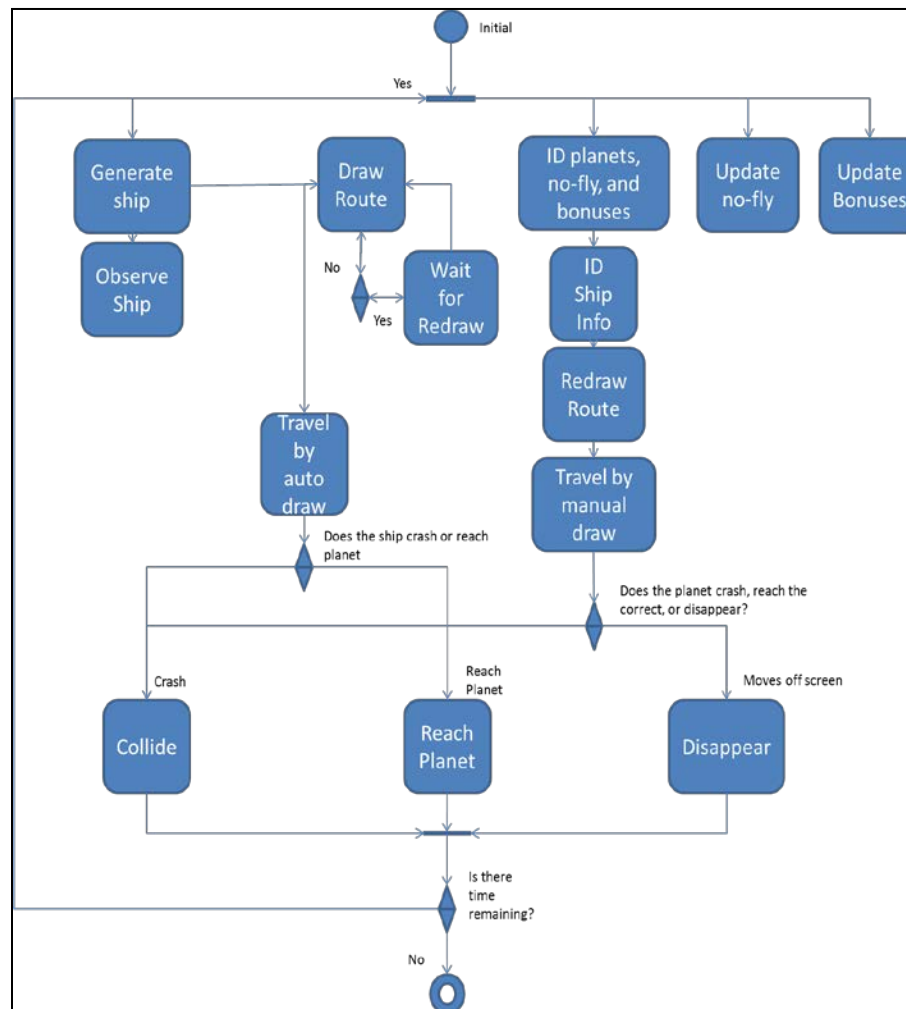 Initial
Yes
Generate
ship
Draw
Route
ID planets,
no-fly, and
bonuses
Update
no-fly
Update
Bonuses
Observe
Ship
No
Yes
Wait
for
Redraw
ID
Ship
Info
Redraw
Route
Travel
by
auto
draw
Travel by
manual
draw
Does the ship crash or reach
planet
Does the planet crash, reach the
correct, or disappear?
Crash
Reach
Planet
Moves off screen
Collide
Reach
Planet
Disappear
Is there
time
remaining?
No